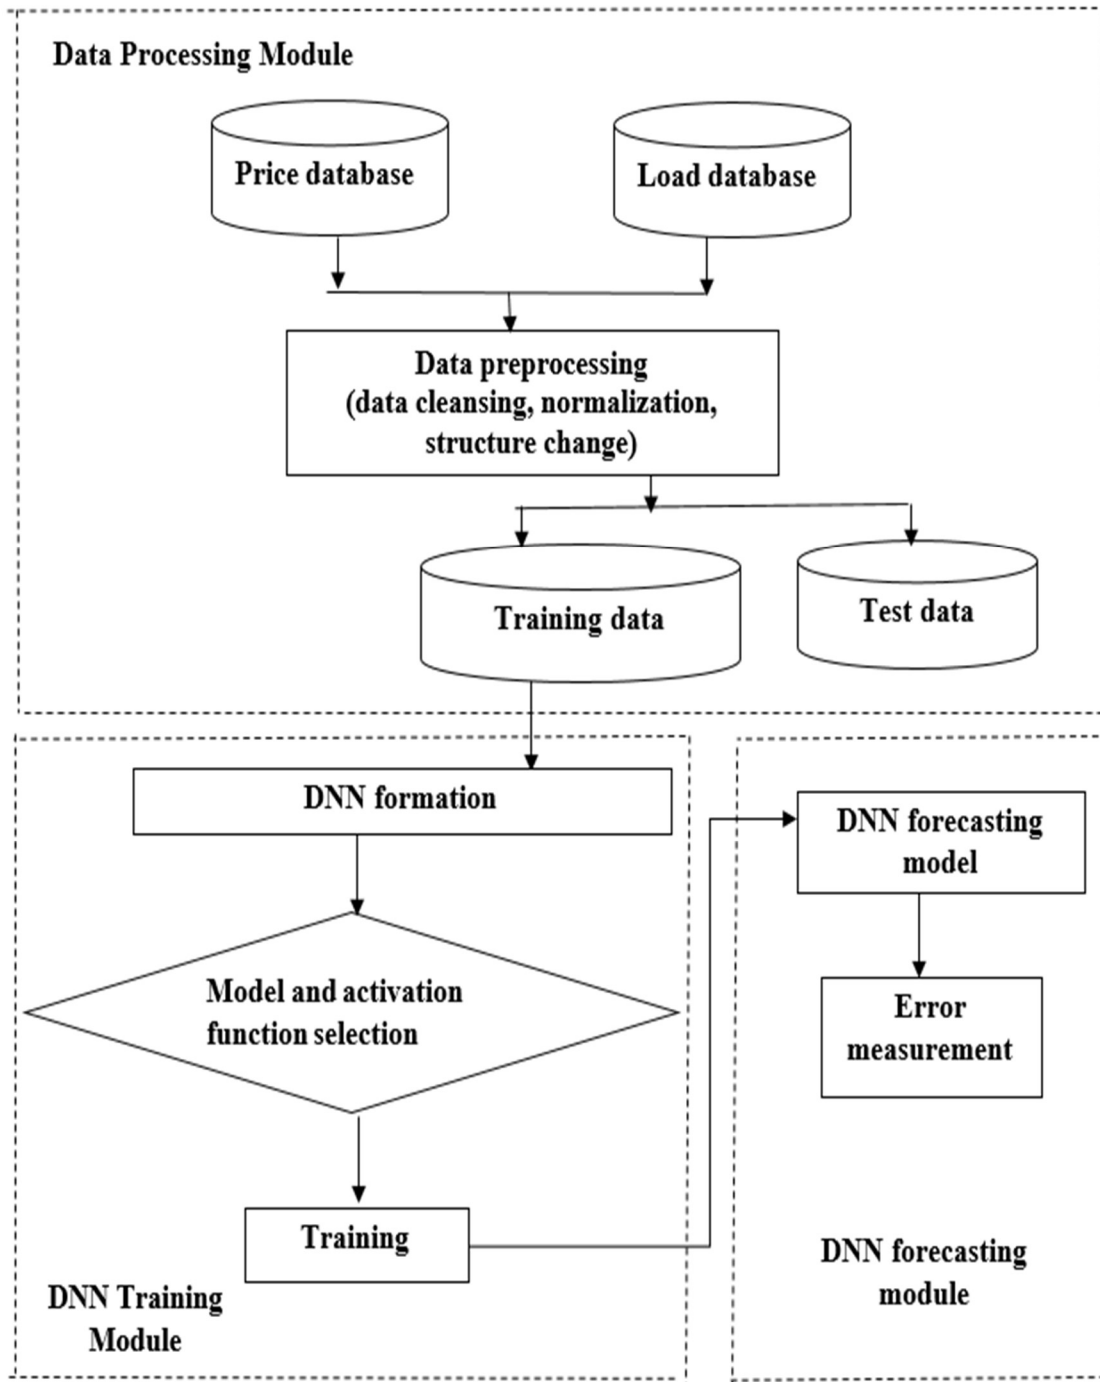 Data Processing Module
Price database
Load database
Data preprocessing
(data cleansing, normalization,
structure change)
Training data
Test data
DNN formation
Model and activation
function selection
Training
DNN Training
Module
DNN forecasting
model
Error
measurement
DNN forecasting
module